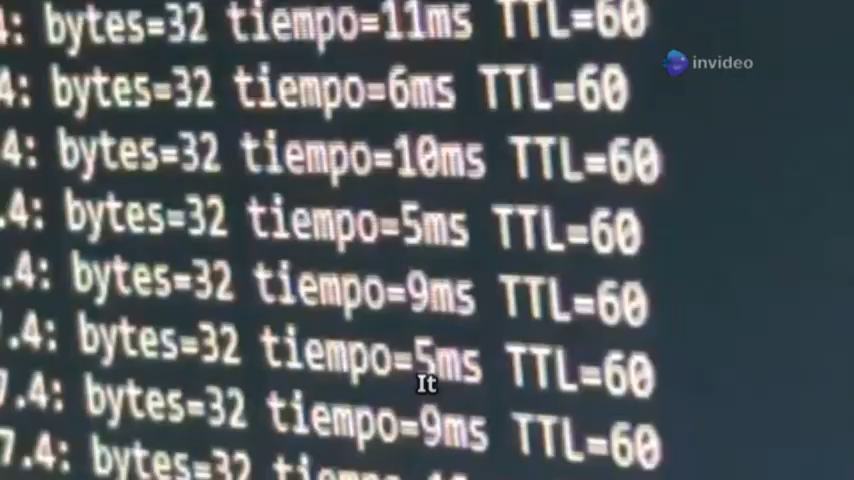 4: bytes=32 tiempo=11ms TTL=60
invideo
4: bytes=32 tiempo=6ms TTL=60
4: bytes=32 tiempo=10ms TTL=60
.4: bytes=32 tiempo=5ms TTL=60
.4: bytes=32 tiempo=9ms TTL=60
.4: bytes=32 tiempo=5ms TTL=60
It
7.4: bytes=32 tiempo=9ms TTL=60
7.4: bytes=32